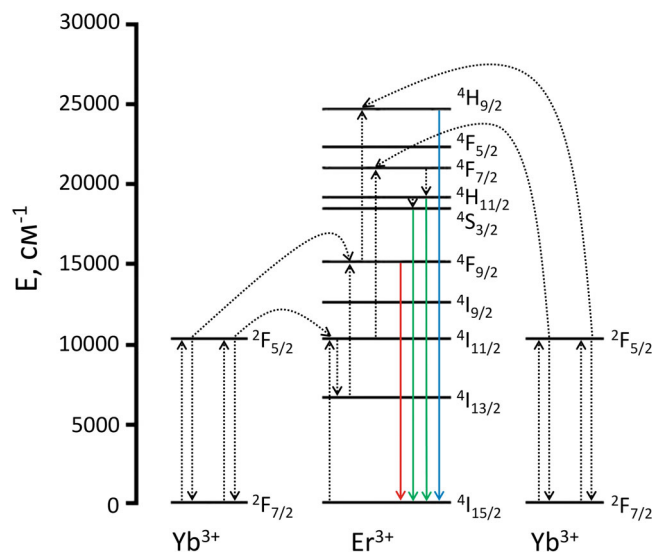 E, см⁻¹
30000
25000
20000
15000
10000
5000
0
⁴H₉/₂
⁴F₅/₂
⁴F₇/₂
⁴H₁₁/₂
⁴S₃/₂
⁴F₉/₂
⁴I₉/₂
²F₅/₂
⁴I₁₁/₂
²F₅/₂
⁴I₁₃/₂
²F₇/₂
⁴I₁₅/₂
²F₇/₂
Yb³⁺
Er³⁺
Yb³⁺